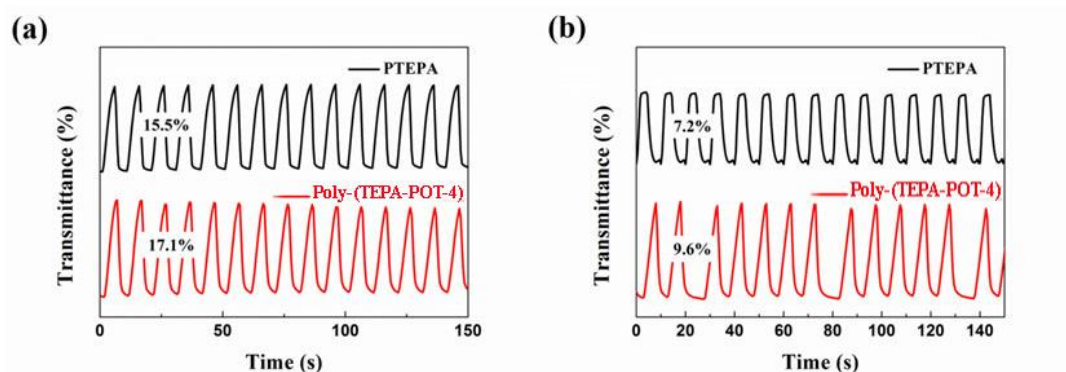 (a)
PTEPA
15.5%
Poly-(TEPA-POT-4)
17.1%
Transmittance (%)
0 50 100 150
Time (s)
(b)
PTEPA
7.2%
Poly-(TEPA-POT-4)
9.6%
Transmittance (%)
0 20 40 60 80 100 120 140
Time (s)